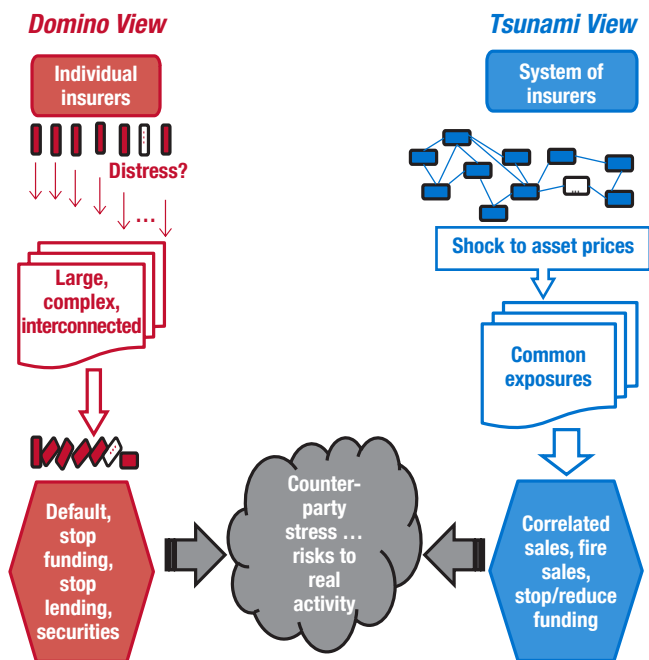 Domino View
Individual
insurers
Distress?
...
Large,
complex,
interconnected
Default,
stop
funding,
stop
lending,
securities
Tsunami View
System of
insurers
...
Shock to asset prices
Common
exposures
Correlated
sales, fire
sales,
stop/reduce
funding
Counter-
party
stress ...
risks to
real
activity